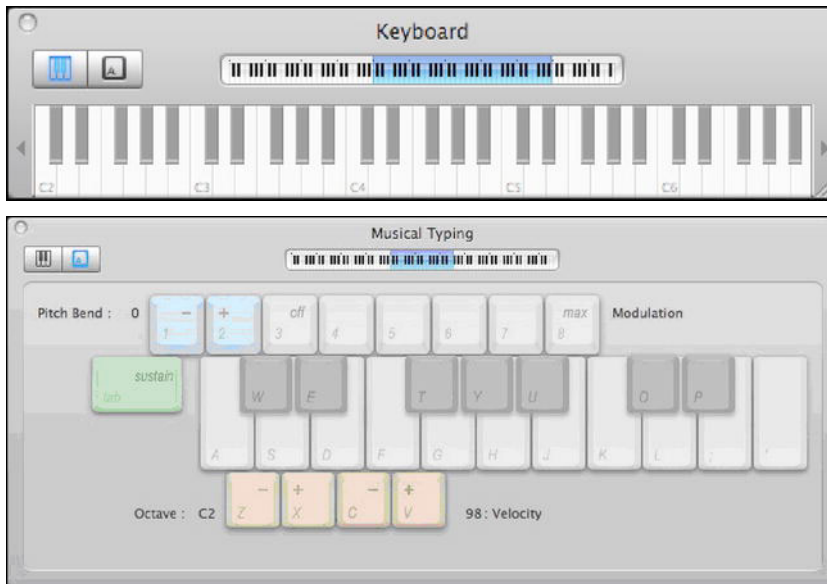 Keyboard
A
C2 C3 C4 C5 C6
Musical Typing
A
Pitch Bend : 0 − 1 + 2 off 3 4 5 6 7 max 8 Modulation
sustain
tab
W E T Y U O P
A S D F G H J K L ; '
Octave : C2 − Z + X − C + V 98 : Velocity